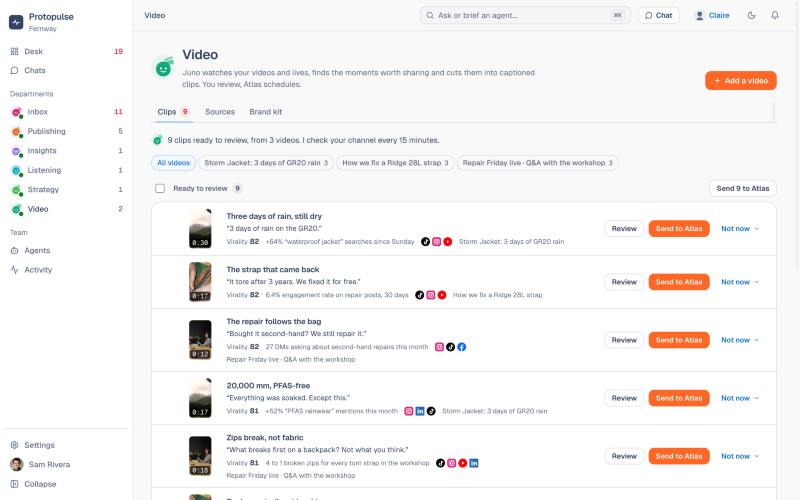 Protopulse
Fernway
Desk 19
Chats
Departments
Inbox 11
Publishing 5
Insights 1
Listening 1
Strategy 1
Video 2
Team
Agents
Activity
Settings
Sam Rivera
Collapse
Video
Ask or brief an agent... ⌘K
Chat
Claire
Video
Juno watches your videos and lives, finds the moments worth sharing and cuts them into captioned
clips. You review, Atlas schedules.
+ Add a video
Clips 9 Sources Brand kit
9 clips ready to review, from 3 videos. I check your channel every 15 minutes.
All videos
Storm Jacket: 3 days of GR20 rain 3
How we fix a Ridge 28L strap 3
Repair Friday live · Q&A with the workshop 3
Ready to review 9
Send 9 to Atlas
0:30
Three days of rain, still dry
“3 days of rain on the GR20.”
Virality 82 +64% “waterproof jacket” searches since Sunday Storm Jacket: 3 days of GR20 rain
Review Send to Atlas Not now
0:17
The strap that came back
“It tore after 3 years. We fixed it for free.”
Virality 82 6.4% engagement rate on repair posts, 30 days How we fix a Ridge 28L strap
Review Send to Atlas Not now
0:12
The repair follows the bag
“Bought it second-hand? We still repair it.”
Virality 82 27 DMs asking about second-hand repairs this month
Repair Friday live · Q&A with the workshop
Review Send to Atlas Not now
0:17
20,000 mm, PFAS-free
“Everything was soaked. Except this.”
Virality 81 +52% “PFAS rainwear” mentions this month Storm Jacket: 3 days of GR20 rain
Review Send to Atlas Not now
0:18
Zips break, not fabric
“What breaks first on a backpack? Not what you think.”
Virality 81 4 to 1 broken zips for every torn strap in the workshop
Repair Friday live · Q&A with the workshop
Review Send to Atlas Not now